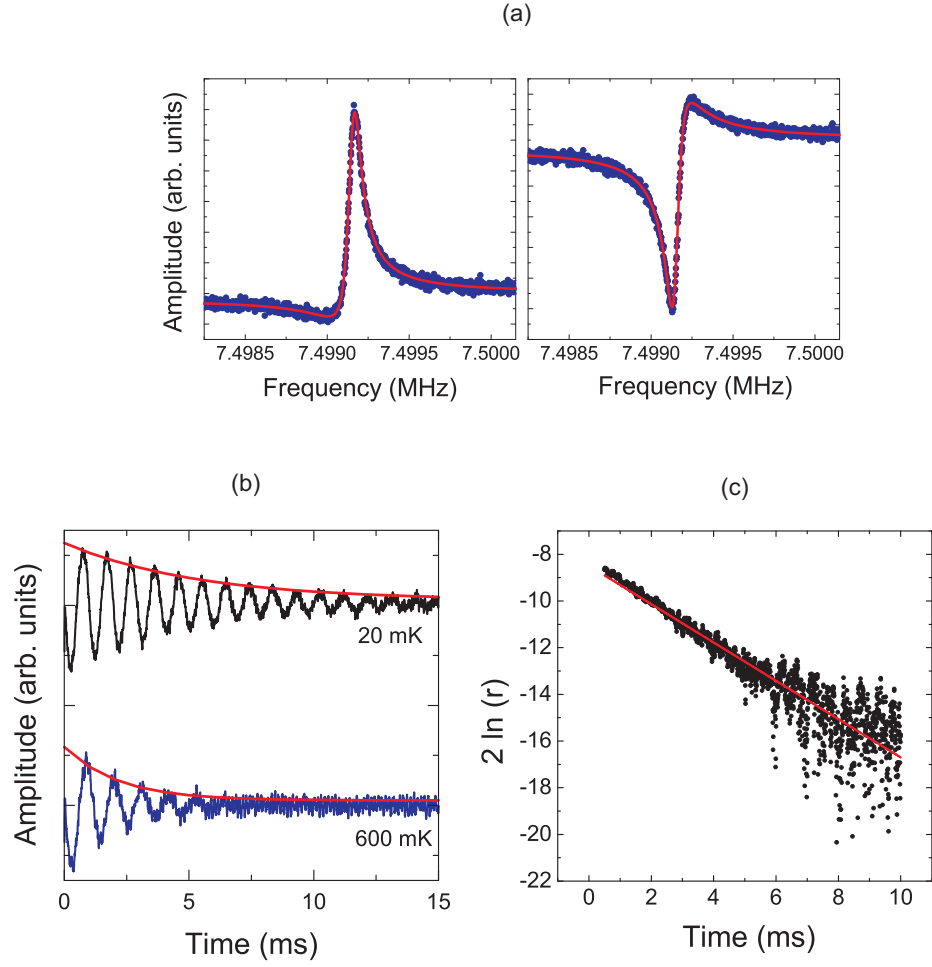 (a)
Amplitude (arb. units)
7.4985 7.4990 7.4995 7.5000
7.4985 7.4990 7.4995 7.5000
Frequency (MHz)
Frequency (MHz)
(b)
Amplitude (arb. units)
20 mK
600 mK
0 5 10 15
Time (ms)
(c)
2 ln (r)
-8
-10
-12
-14
-16
-18
-20
-22
0 2 4 6 8 10
Time (ms)